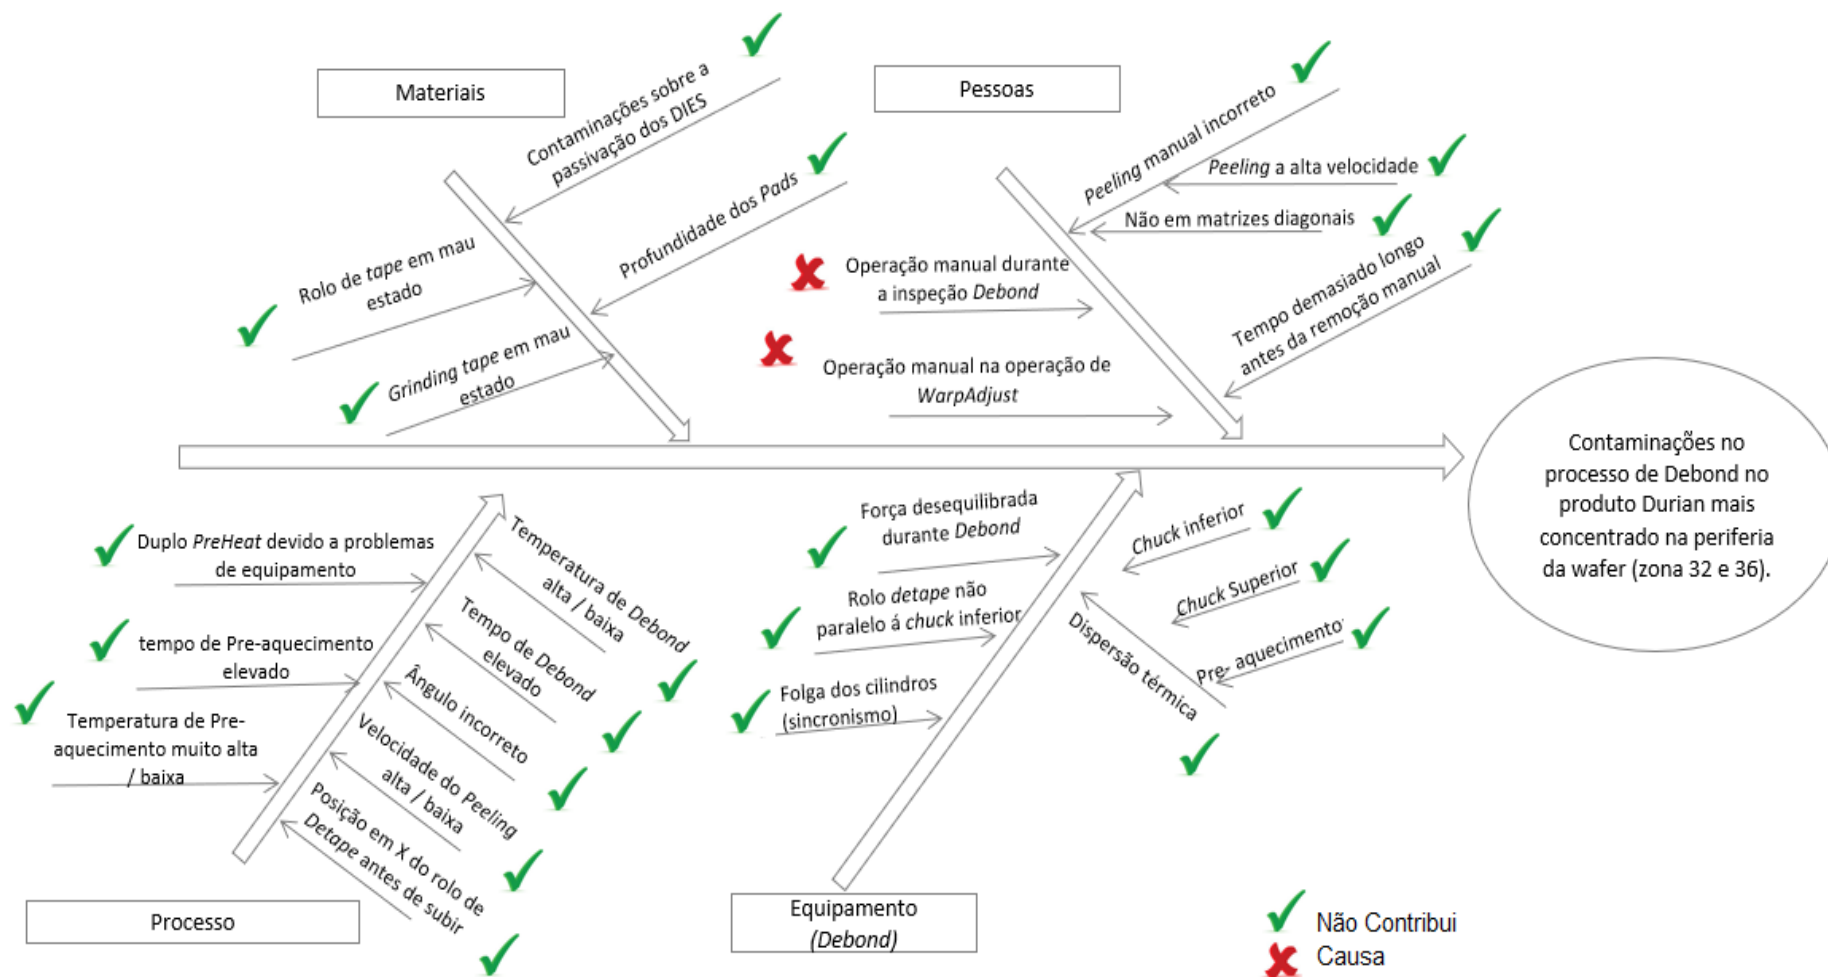 Materiais
Contaminações sobre a
passivação dos DIES
Profundidade dos Pads
Rolo de tape em mau
estado
Grinding tape em mau
estado
Pessoas
Peeling manual incorreto
Peeling a alta velocidade
Não em matrizes diagonais
Tempo demasiado longo
antes da remoção manual
Operação manual durante
a inspeção Debond
Operação manual na operação de
WarpAdjust
Contaminações no
processo de Debond no
produto Durian mais
concentrado na periferia
da wafer (zona 32 e 36).
Duplo PreHeat devido a problemas
de equipamento
tempo de Pre-aquecimento
elevado
Temperatura de Pre-
aquecimento muito alta
/ baixa
Temperatura de Debond
alta / baixa
Tempo de Debond
elevado
Ângulo incorreto
Velocidade do Peeling
alta / baixa
Posição em X do rolo de
Detape antes de subir
Processo
Força desequilibrada
durante Debond
Rolo detape não
paralelo á chuck inferior
Folga dos cilindros
(sincronismo)
Chuck inferior
Chuck Superior
Pre- aquecimento
Dispersão térmica
Equipamento
(Debond)
Não Contribui
Causa